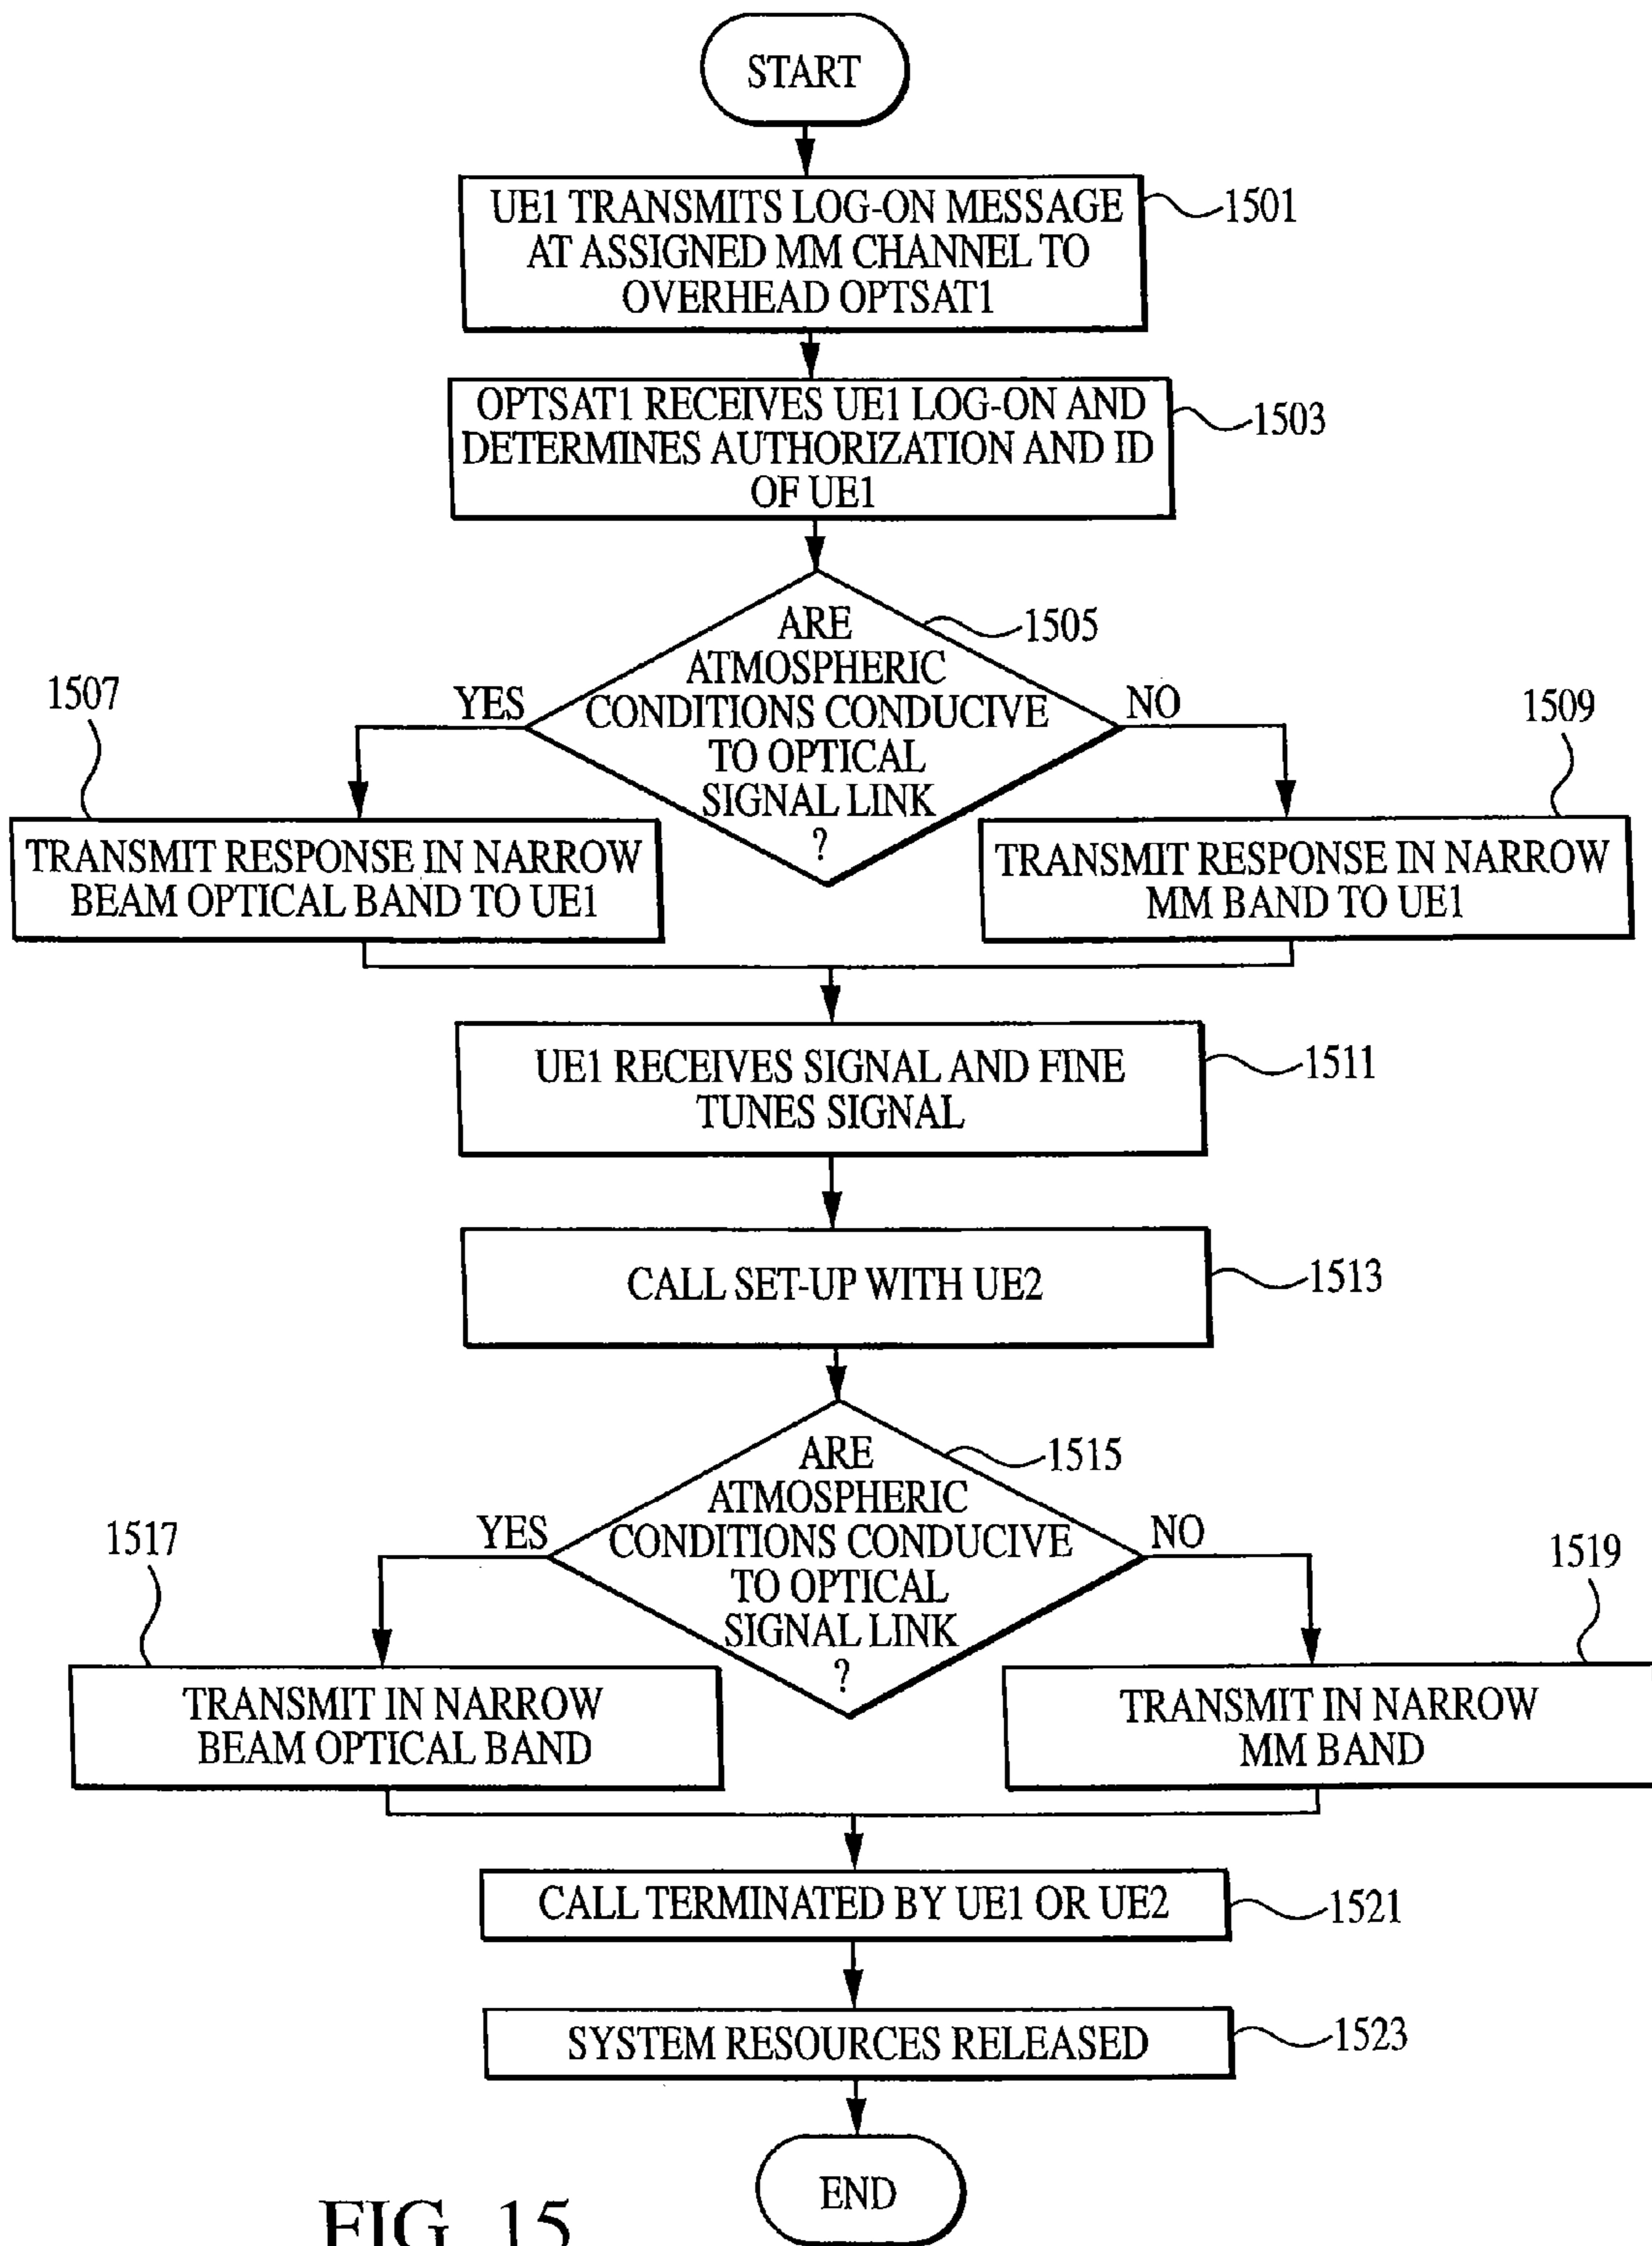 START
UE1 TRANSMITS LOG-ON MESSAGE
AT ASSIGNED MM CHANNEL TO
OVERHEAD OPTSAT1
1501
OPTSAT1 RECEIVES UE1 LOG-ON AND
DETERMINES AUTHORIZATION AND ID
OF UE1
1503
ARE
ATMOSPHERIC
CONDITIONS CONDUCIVE
TO OPTICAL
SIGNAL LINK
?
1505
YES
NO
1507
TRANSMIT RESPONSE IN NARROW
BEAM OPTICAL BAND TO UE1
1509
TRANSMIT RESPONSE IN NARROW
MM BAND TO UE1
UE1 RECEIVES SIGNAL AND FINE
TUNES SIGNAL
1511
CALL SET-UP WITH UE2
1513
ARE
ATMOSPHERIC
CONDITIONS CONDUCIVE
TO OPTICAL
SIGNAL LINK
?
1515
YES
NO
1517
TRANSMIT IN NARROW
BEAM OPTICAL BAND
1519
TRANSMIT IN NARROW
MM BAND
CALL TERMINATED BY UE1 OR UE2
1521
SYSTEM RESOURCES RELEASED
1523
END
FIG. 15